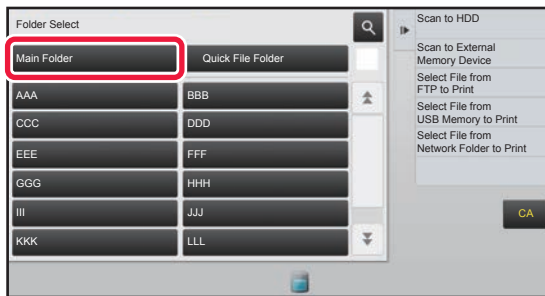 Folder Select
Main Folder
Quick File Folder
AAA
BBB
CCC
DDD
EEE
FFF
GGG
HHH
III
JJJ
KKK
LLL
Scan to HDD
Scan to External
Memory Device
Select File from
FTP to Print
Select File from
USB Memory to Print
Select File from
Network Folder to Print
CA